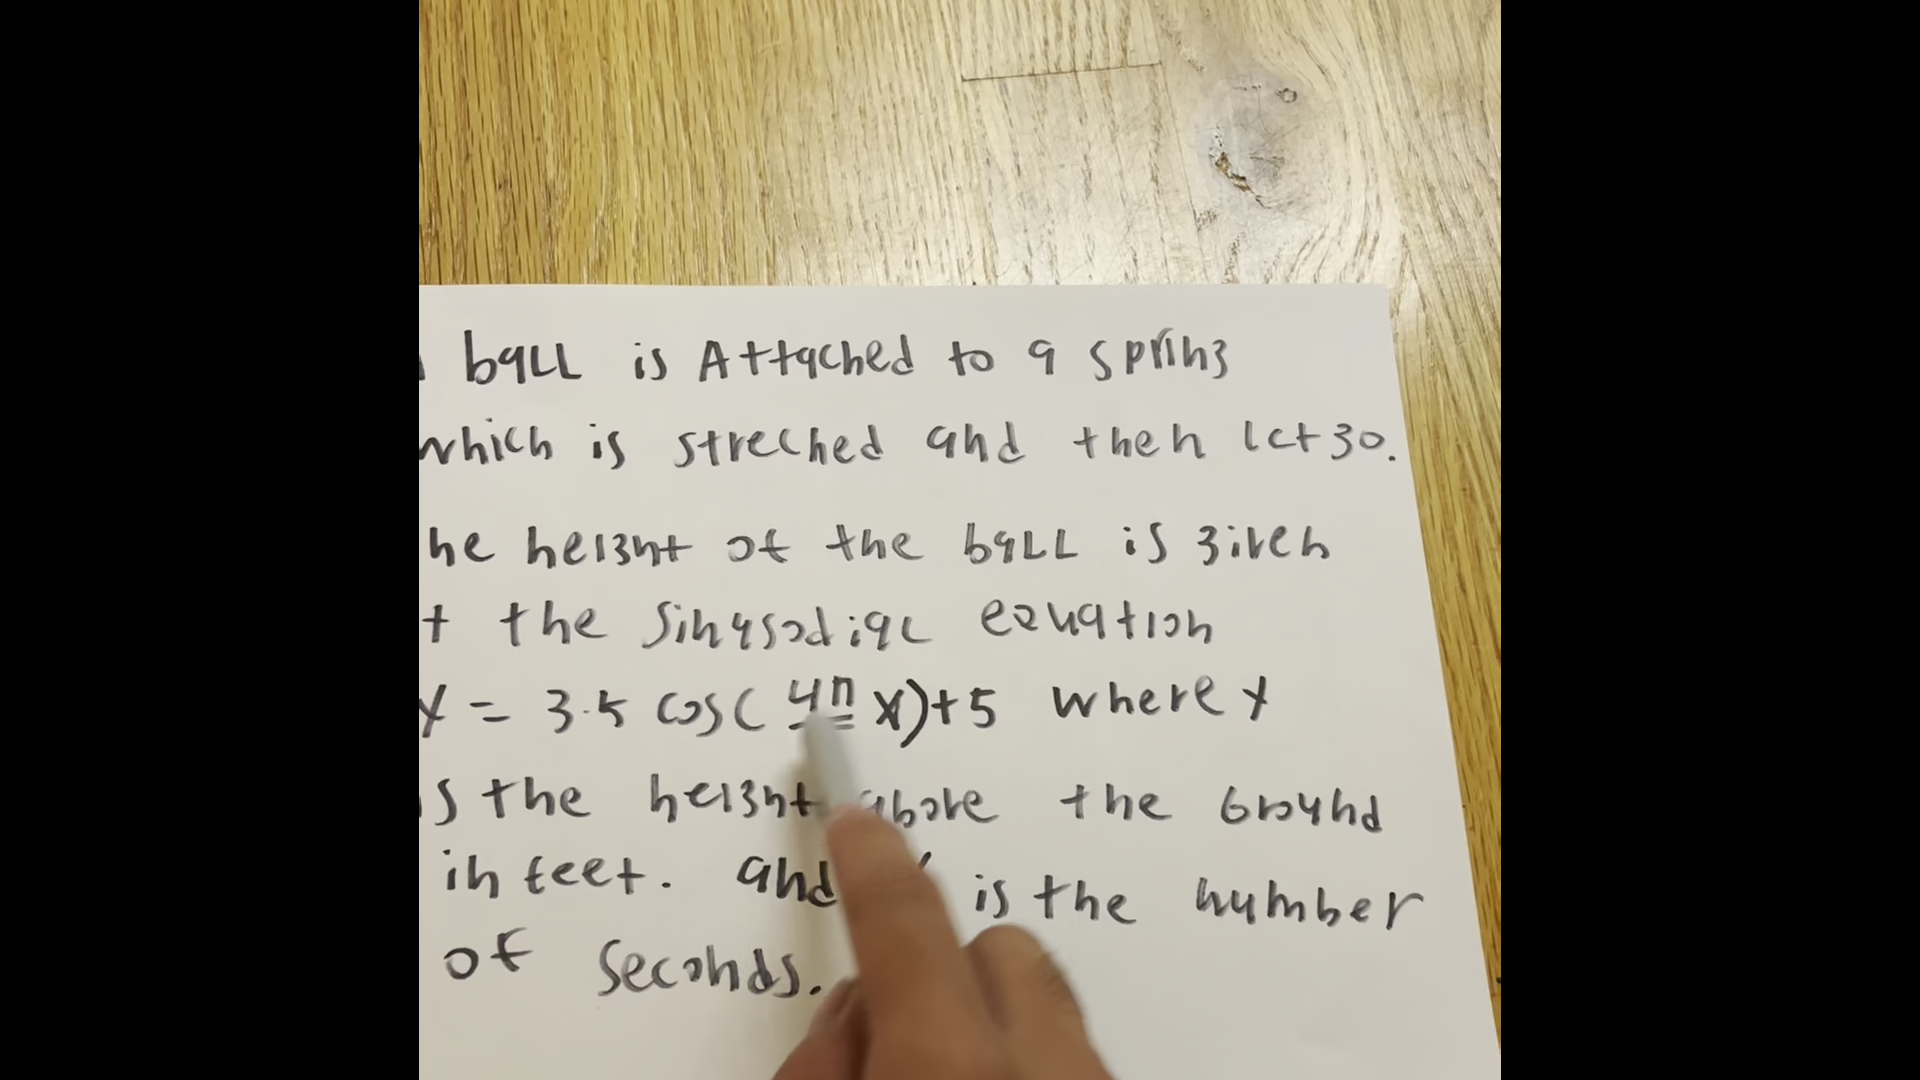 ball is Attached to a spring
which is streched and then let go.
he height of the ball is given
t the sinusodial equation
y = 3.5 cos( 4π x)+5 where y
is the height above the Ground
in feet. and is the number
of seconds.